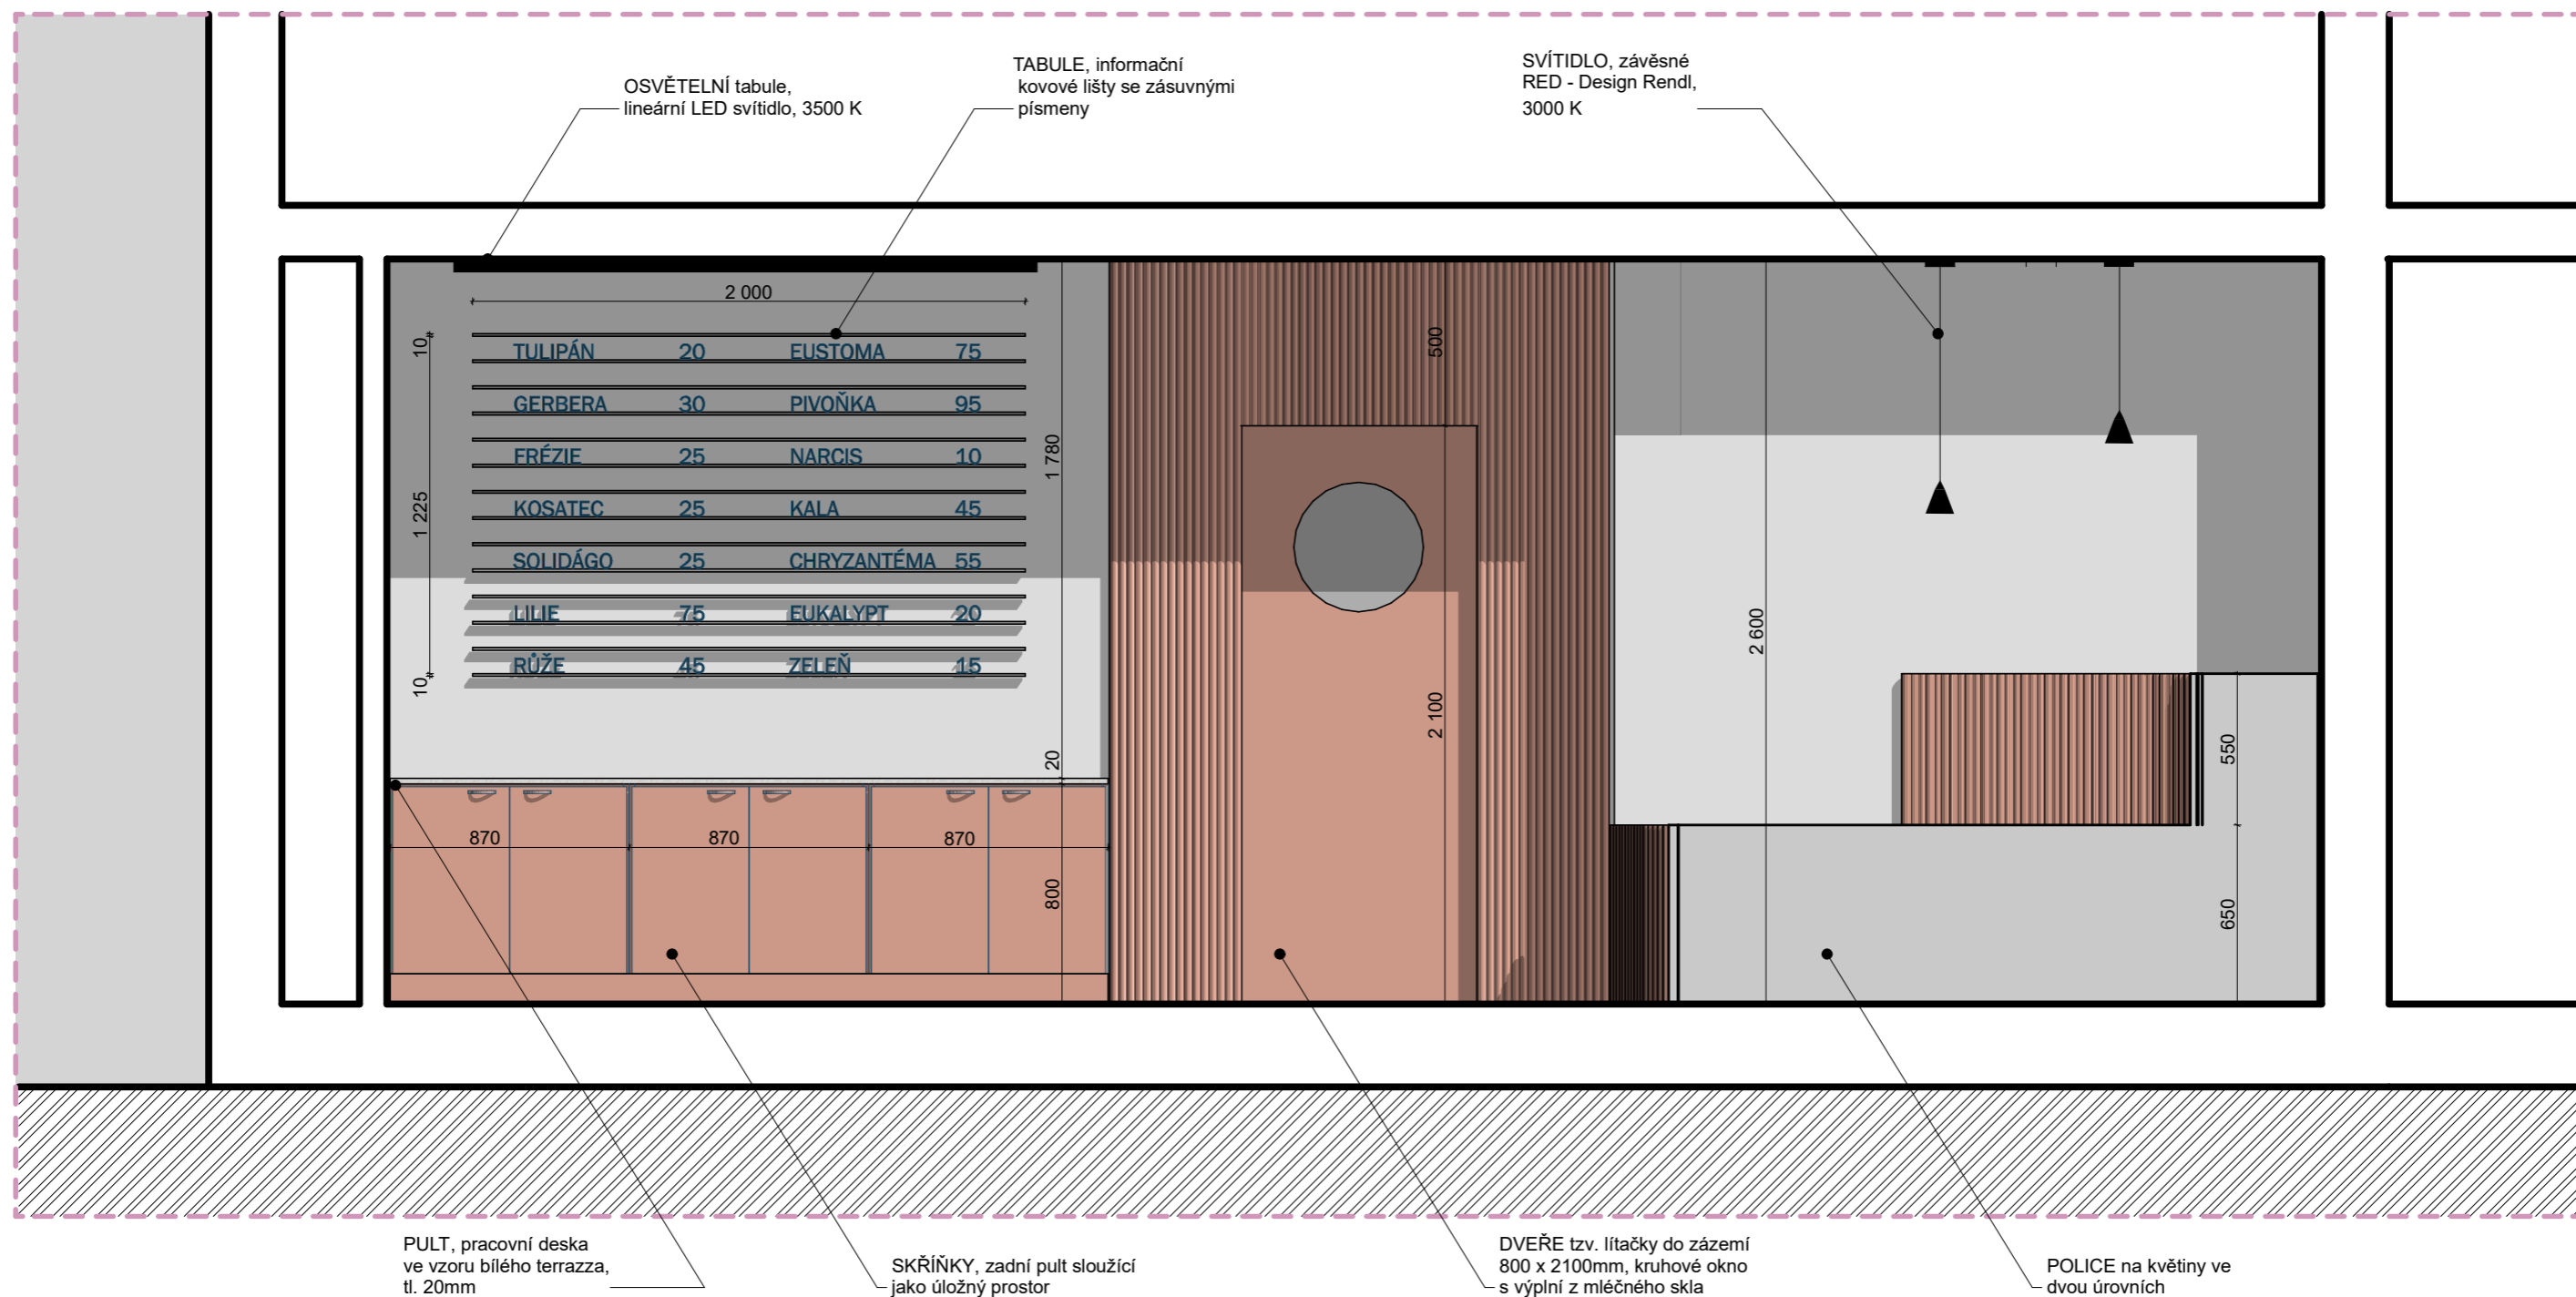 OSVĚTELNÍ tabule,
lineární LED svítidlo, 3500 K
TABULE, informační
kovové lišty se zásuvnými
písmeny
SVÍTIDLO, závěsné
RED - Design Rendl,
3000 K
2 000
10
TULIPÁN 20 EUSTOMA 75
GERBERA 30 PIVOŇKA 95
FRÉZIE 25 NARCIS 10
KOSATEC 25 KALA 45
SOLIDÁGO 25 CHRYZANTÉMA 55
LILIE 75 EUKALYPT 20
RŮŽE 45 ZELEŇ 15
1 225
10
1 780
20
800
870 870 870
500
2 100
2 600
550
650
PULT, pracovní deska
ve vzoru bílého terrazza,
tl. 20mm
SKŘÍŇKY, zadní pult sloužící
jako úložný prostor
DVEŘE tzv. lítačky do zázemí
800 x 2100mm, kruhové okno
s výplní z mléčného skla
POLICE na květiny ve
dvou úrovních